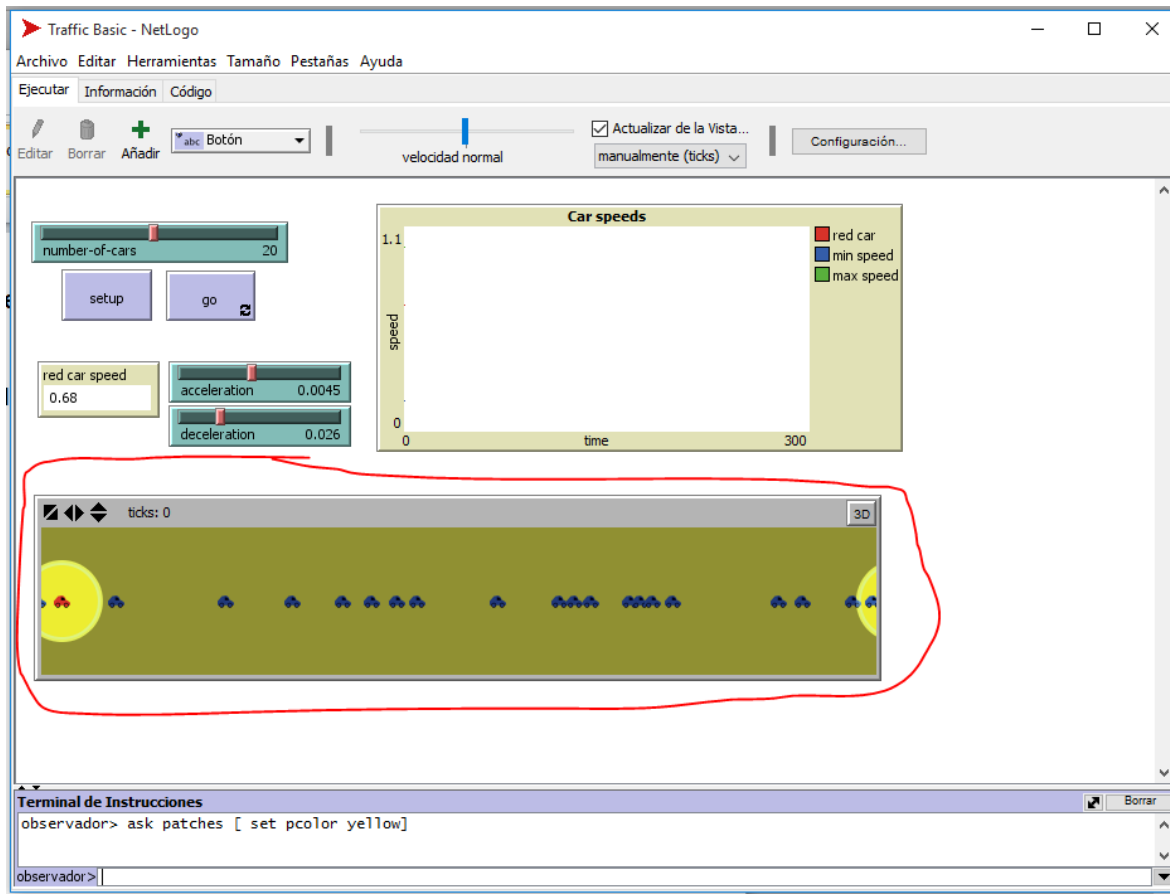 Traffic Basic - NetLogo
Archivo Editar Herramientas Tamaño Pestañas Ayuda
Ejecutar Información Código
Editar Borrar Añadir
abc Botón
velocidad normal
Actualizar de la Vista...
manualmente (ticks)
Configuración...
number-of-cars 20
setup go
red car speed
0.68
acceleration 0.0045
deceleration 0.026
Car speeds
1.1
speed
0
0 time 300
red car
min speed
max speed
ticks: 0 3D
Terminal de Instrucciones Borrar
observador> ask patches [ set pcolor yellow]
observador>